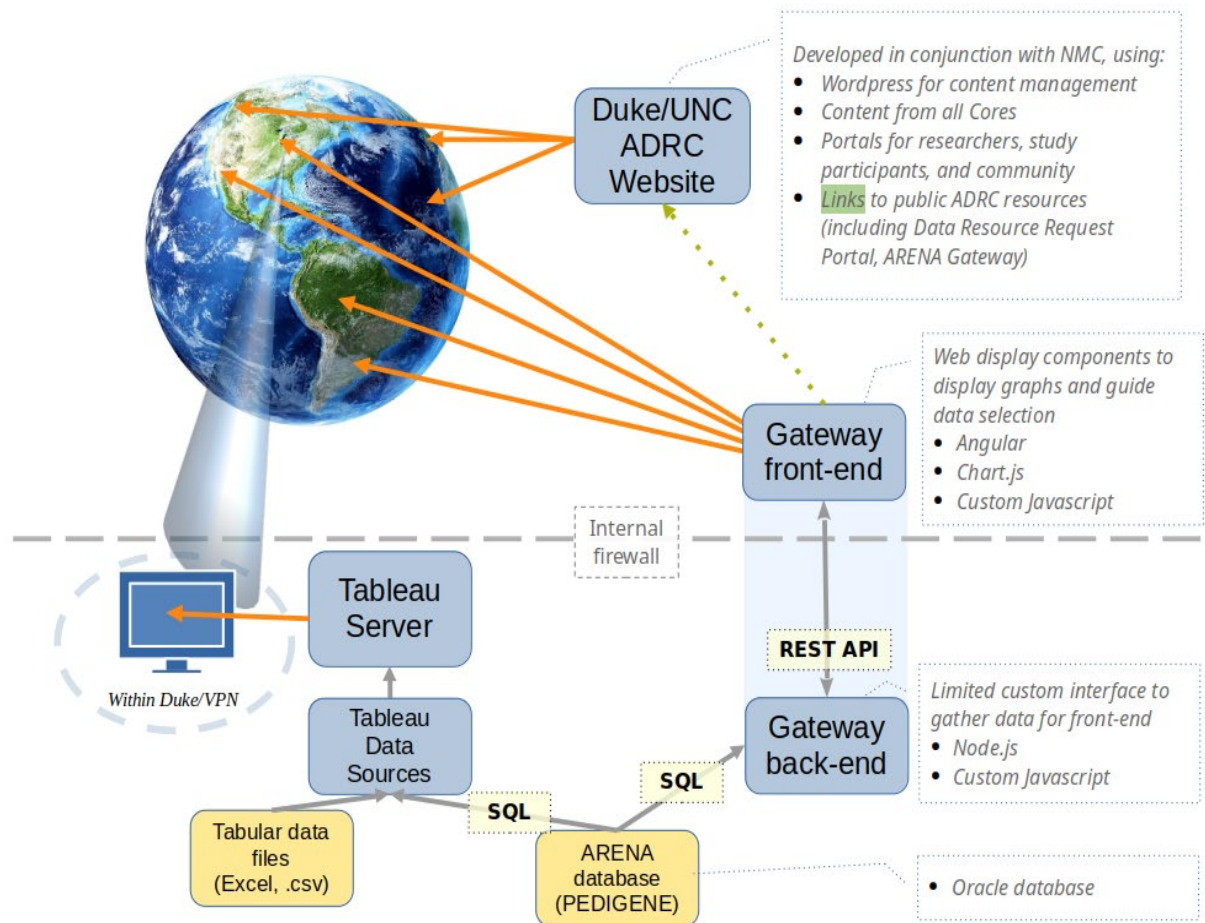 Developed in conjunction with NMC, using:
• Wordpress for content management
• Content from all Cores
• Portals for researchers, study
participants, and community
• Links to public ADRC resources
(including Data Resource Request
Portal, ARENA Gateway)
Duke/UNC
ADRC
Website
Web display components to
display graphs and guide
data selection
• Angular
• Chart.js
• Custom Javascript
Gateway
front-end
Internal
firewall
Tableau
Server
Within Duke/VPN
REST API
Tableau
Data
Sources
Gateway
back-end
Limited custom interface to
gather data for front-end
• Node.js
• Custom Javascript
SQL
SQL
Tabular data
files
(Excel, .csv)
ARENA
database
(PEDIGENE)
• Oracle database